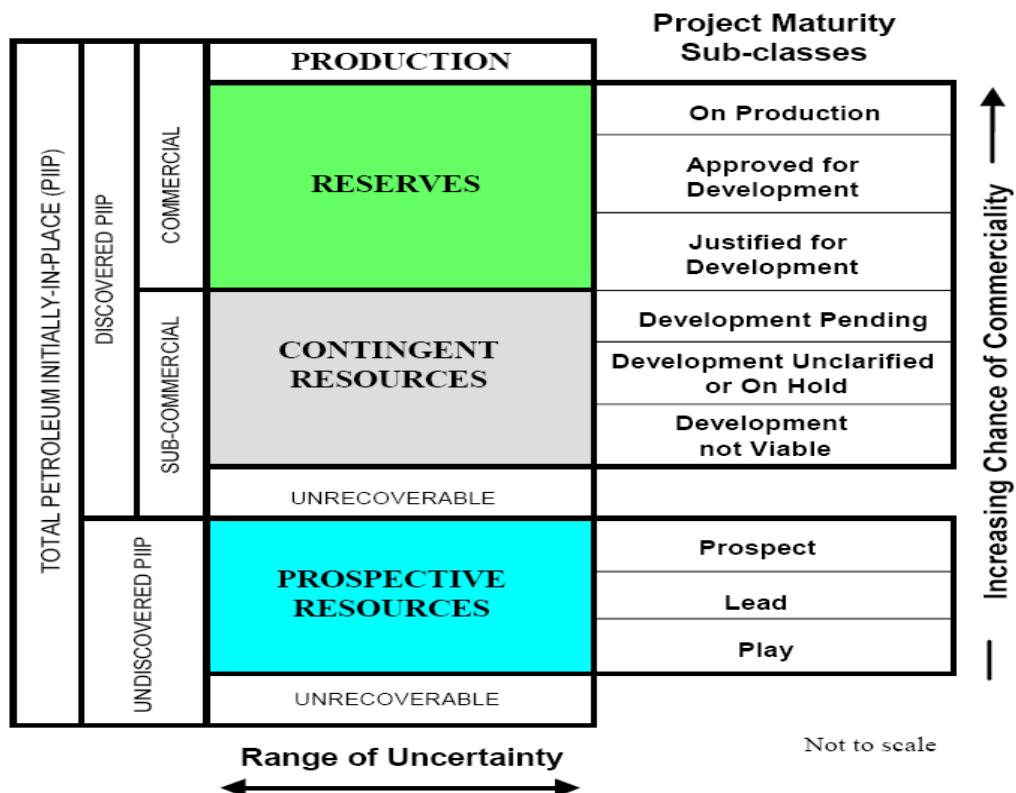 Project Maturity
Sub-classes
TOTAL PETROLEUM INITIALLY-IN-PLACE (PIIP)
DISCOVERED PIIP
UNDISCOVERED PIIP
COMMERCIAL
SUB-COMMERCIAL
PRODUCTION
RESERVES
CONTINGENT
RESOURCES
UNRECOVERABLE
PROSPECTIVE
RESOURCES
UNRECOVERABLE
On Production
Approved for
Development
Justified for
Development
Development Pending
Development Unclarified
or On Hold
Development
not Viable
Prospect
Lead
Play
Increasing Chance of Commerciality
Range of Uncertainty
Not to scale